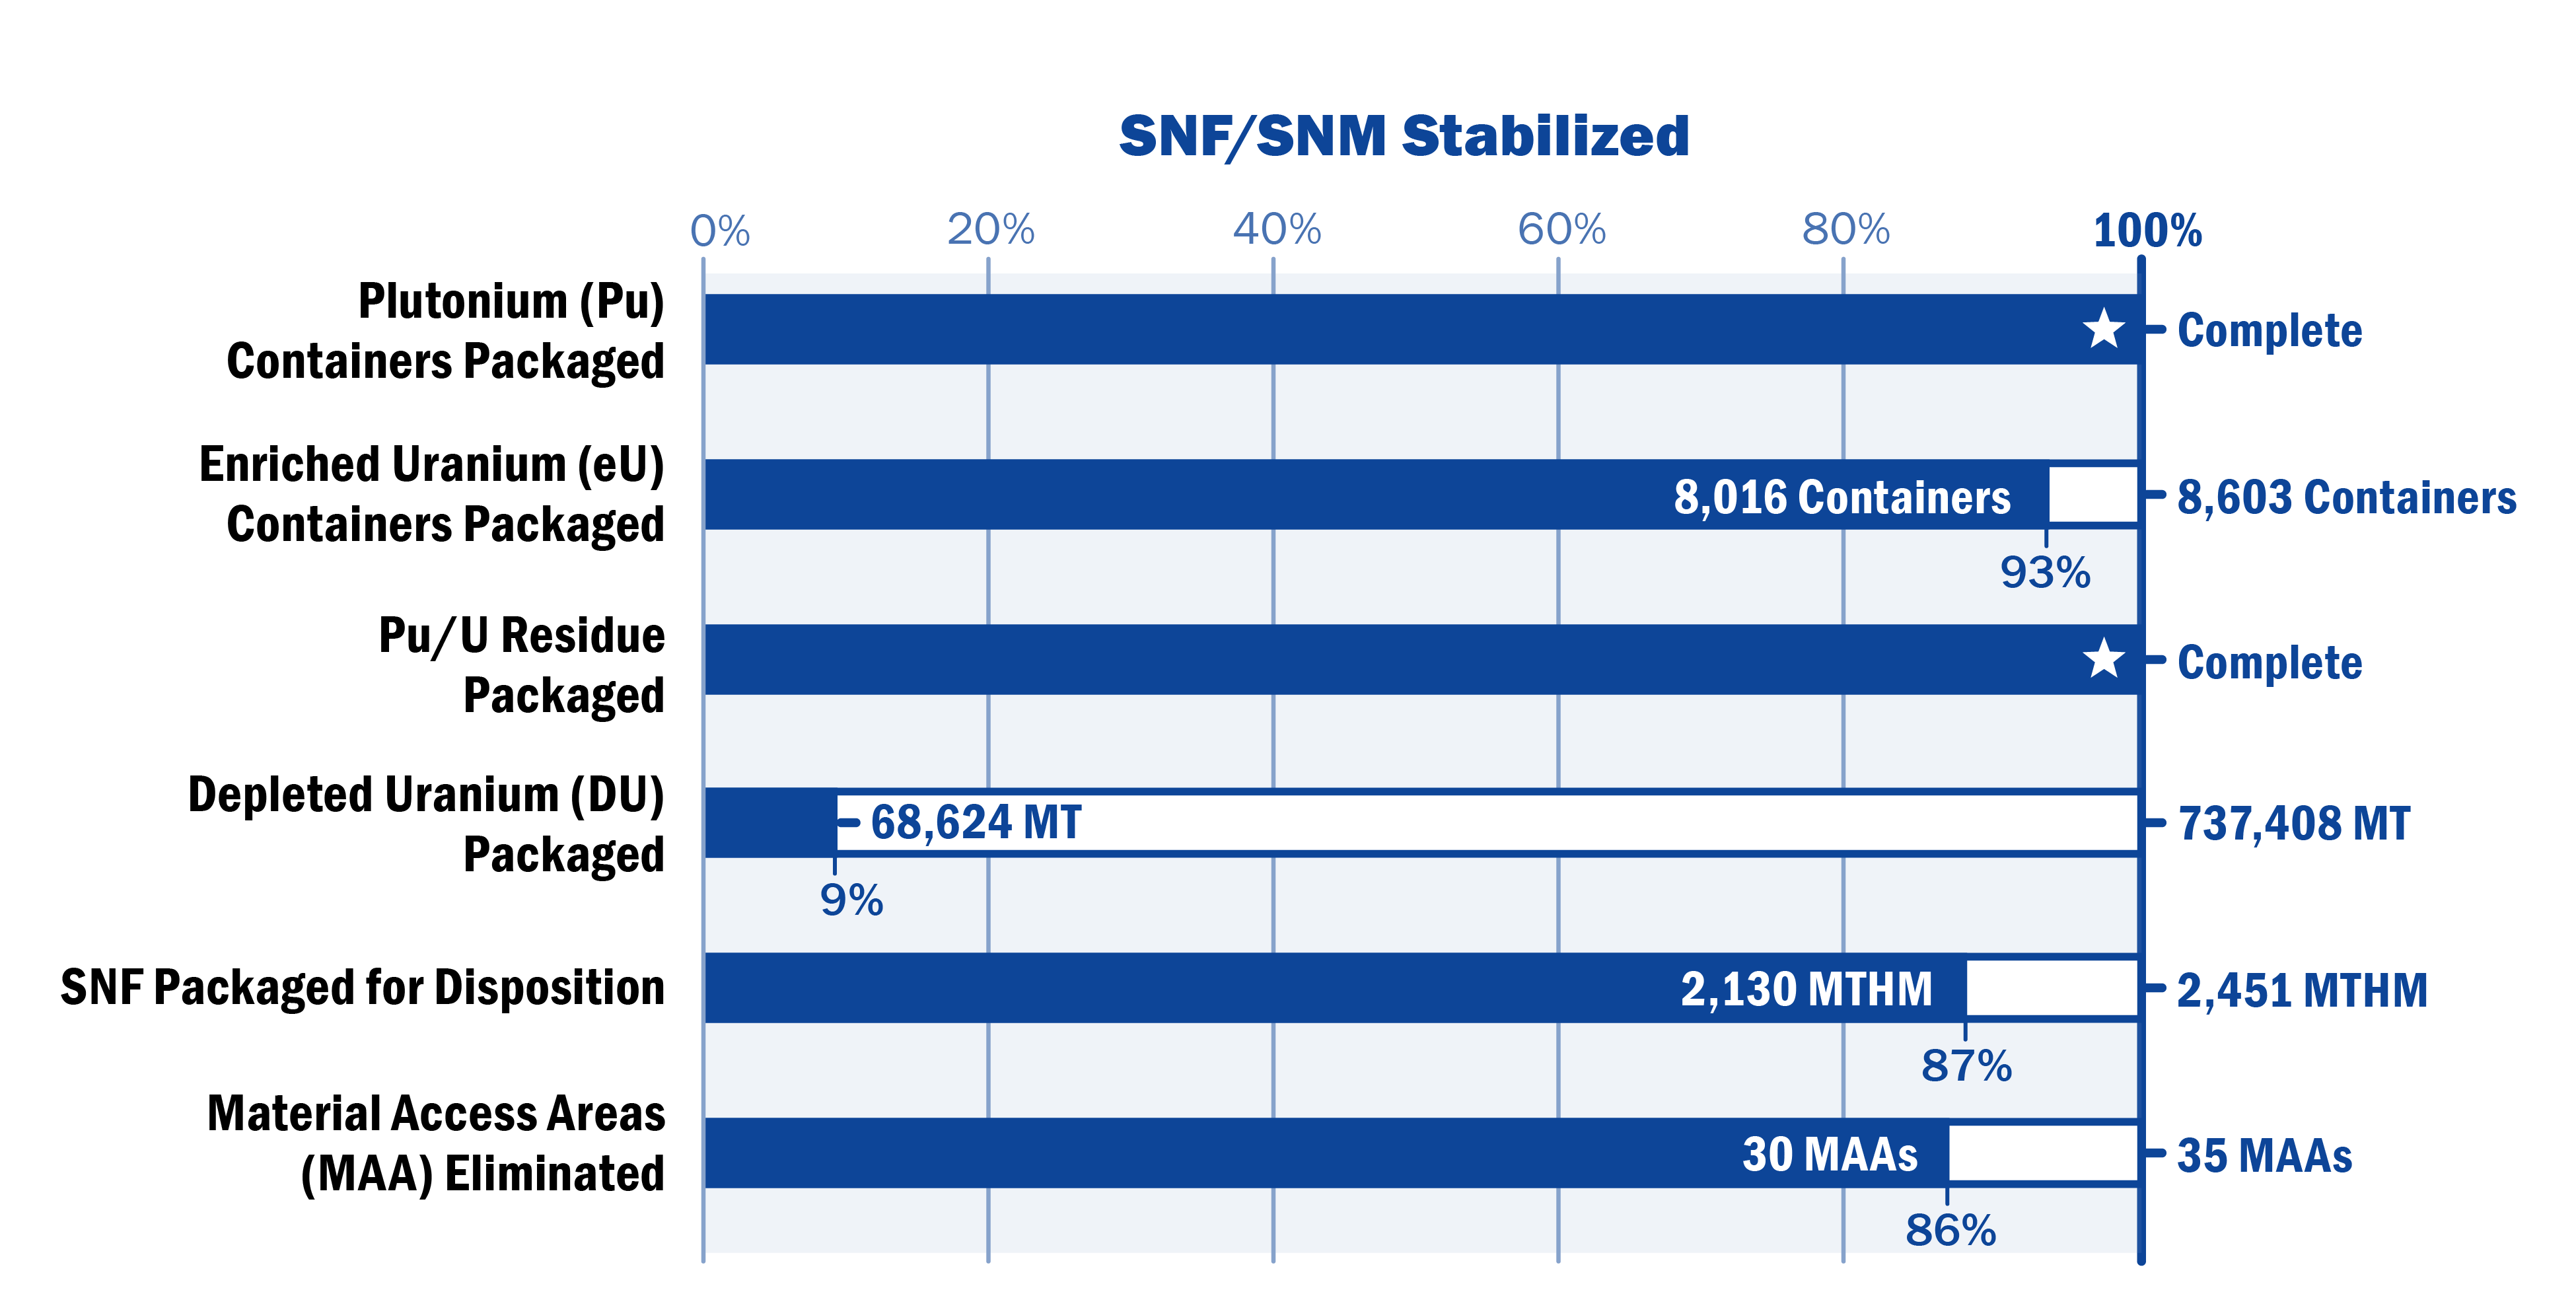 SNF/SNM Stabilized
0% 20% 40% 60% 80% 100%
Plutonium (Pu)
Containers Packaged
Complete
Enriched Uranium (eU)
Containers Packaged
8,016 Containers
8,603 Containers
93%
Pu/U Residue
Packaged
Complete
Depleted Uranium (DU)
Packaged
68,624 MT
737,408 MT
9%
SNF Packaged for Disposition
2,130 MTHM
2,451 MTHM
87%
Material Access Areas
(MAA) Eliminated
30 MAAs
35 MAAs
86%